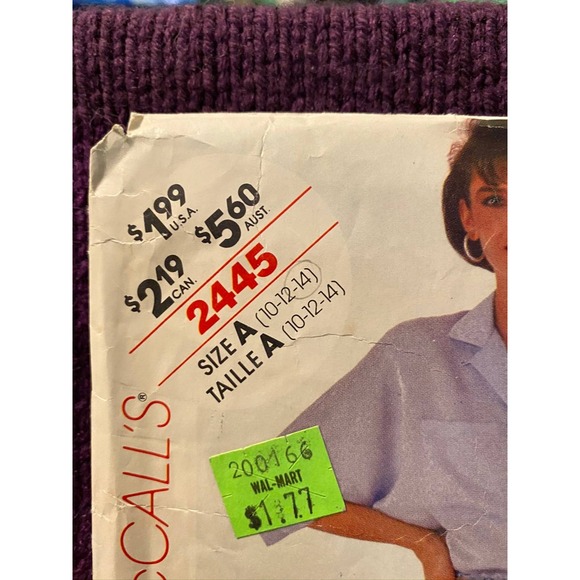 $1.99 U.S.A.
$2.19 CAN. $5.60 AUST.
2445
SIZE A (10-12-14)
TAILLE A (10-12-14)
CCALL'S®
200166
WAL-MART
$1.77